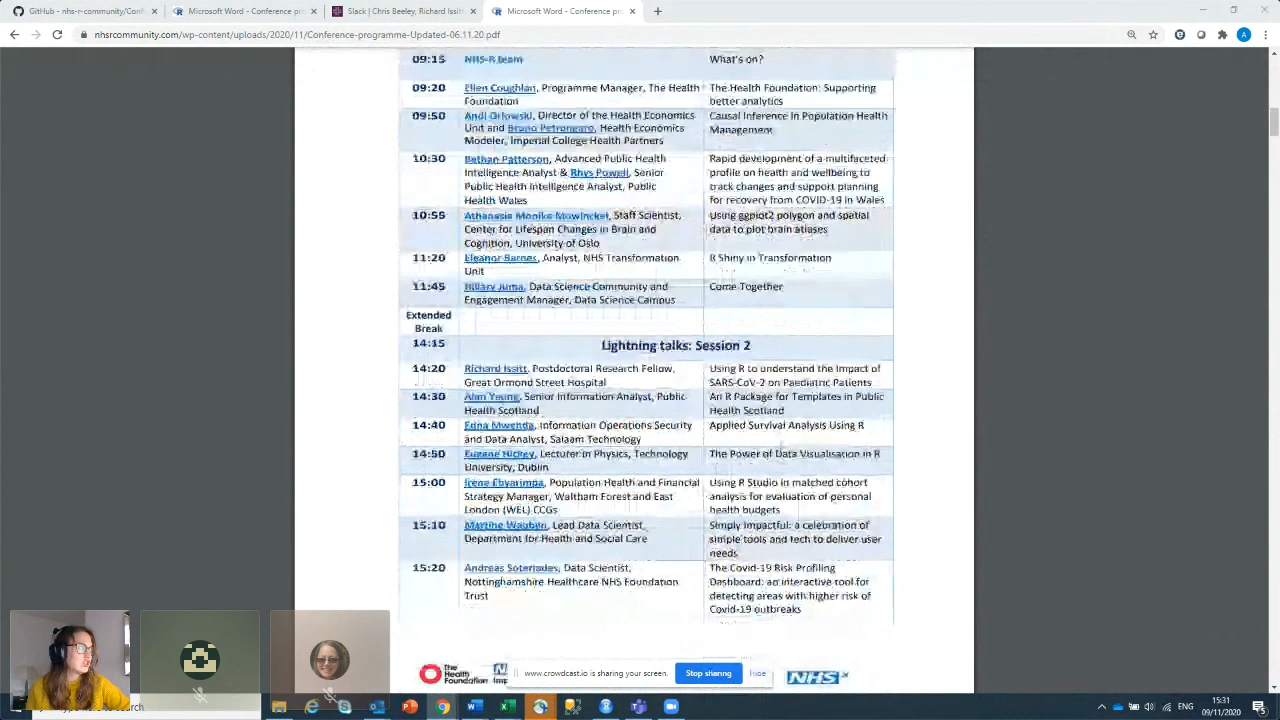 GitHub - nhs-r-community/Conf
Microsoft Word - Conference pro
Slack | Chris Beeley, Richard Issit
Microsoft Word - Conference pro
nhsrcommunity.com/wp-content/uploads/2020/11/Conference-programme-Updated-06.11.20.pdf
09:15 NHS-R team What's on?
09:20 Ellen Coughlan, Programme Manager, The Health The Health Foundation: Supporting
Foundation better analytics
09:50 Andi Orlowski, Director of the Health Economics Causal Inference in Population Health
Unit and Bruno Petrungaro, Health Economics Management
Modeler, Imperial College Health Partners
10:30 Bethan Patterson, Advanced Public Health Rapid development of a multifaceted
Intelligence Analyst & Rhys Powell, Senior profile on health and wellbeing to
Public Health Intelligence Analyst, Public track changes and support planning
Health Wales for recovery from COVID-19 in Wales
10:55 Athanasia Monika Mowinckel, Staff Scientist, Using ggplot2 polygon and spatial
Center for Lifespan Changes in Brain and data to plot brain atlases
Cognition, University of Oslo
11:20 Eleanor Barnes, Analyst, NHS Transformation R Shiny in Transformation
Unit
11:45 Hillary Juma, Data Science Community and Come Together
Engagement Manager, Data Science Campus
Extended
Break
14:15 Lightning talks: Session 2
14:20 Richard Issitt, Postdoctoral Research Fellow, Using R to understand the Impact of
Great Ormond Street Hospital SARS-CoV-2 on Paediatric Patients
14:30 Alan Yeung, Senior Information Analyst, Public An R Package for Templates in Public
Health Scotland Health Scotland
14:40 Edna Mwenda, Information Operations Security Applied Survival Analysis Using R
and Data Analyst, Salaam Technology
14:50 Eugene Hickey, Lecturer in Physics, Technology The Power of Data Visualisation in R
University, Dublin
15:00 Irene Ebyarimpa, Population Health and Financial Using R Studio in matched cohort
Strategy Manager, Waltham Forest and East analysis for evaluation of personal
London (WEL) CCGs health budgets
15:10 Martine Wauben, Lead Data Scientist, Simply impactful: a celebration of
Department for Health and Social Care simple tools and tech to deliver user
needs
15:20 Andreas Soteriades, Data Scientist, The Covid-19 Risk Profiling
Nottinghamshire Healthcare NHS Foundation Dashboard: an interactive tool for
Trust detecting areas with higher risk of
Covid-19 outbreaks
The
Health
Foundation
www.crowdcast.io is sharing your screen. Stop sharing Hide
NHS
to search
ENG
15:31
09/11/2020